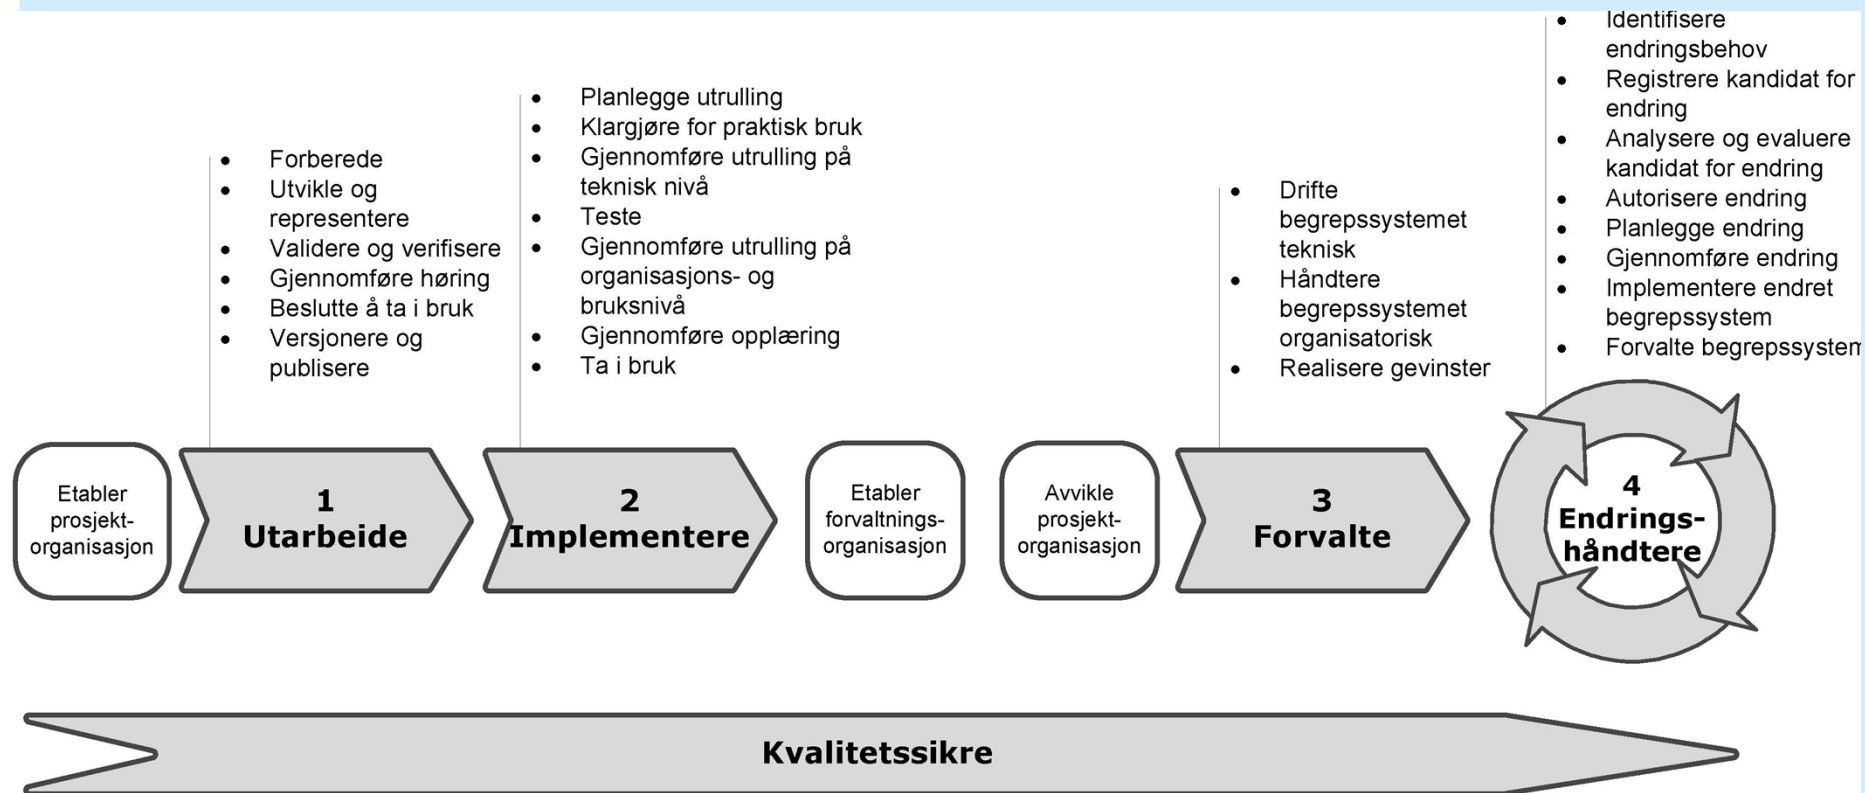 • Forberede
• Utvikle og
representere
• Validere og verifisere
• Gjennomføre høring
• Beslutte å ta i bruk
• Versjonere og
publisere
• Planlegge utrulling
• Klargjøre for praktisk bruk
• Gjennomføre utrulling på
teknisk nivå
• Teste
• Gjennomføre utrulling på
organisasjons- og
bruksnivå
• Gjennomføre opplæring
• Ta i bruk
• Drifte
begrepssystemet
teknisk
• Håndtere
begrepssystemet
organisatorisk
• Realisere gevinster
• Identifisere
endringsbehov
• Registrere kandidat for
endring
• Analysere og evaluere
kandidat for endring
• Autorisere endring
• Planlegge endring
• Gjennomføre endring
• Implementere endret
begrepssystem
• Forvalte begrepssystem
Etabler
prosjekt-
organisasjon
1
Utarbeide
2
Implementere
Etabler
forvaltnings-
organisasjon
Avvikle
prosjekt-
organisasjon
3
Forvalte
4
Endrings-
håndtere
Kvalitetssikre